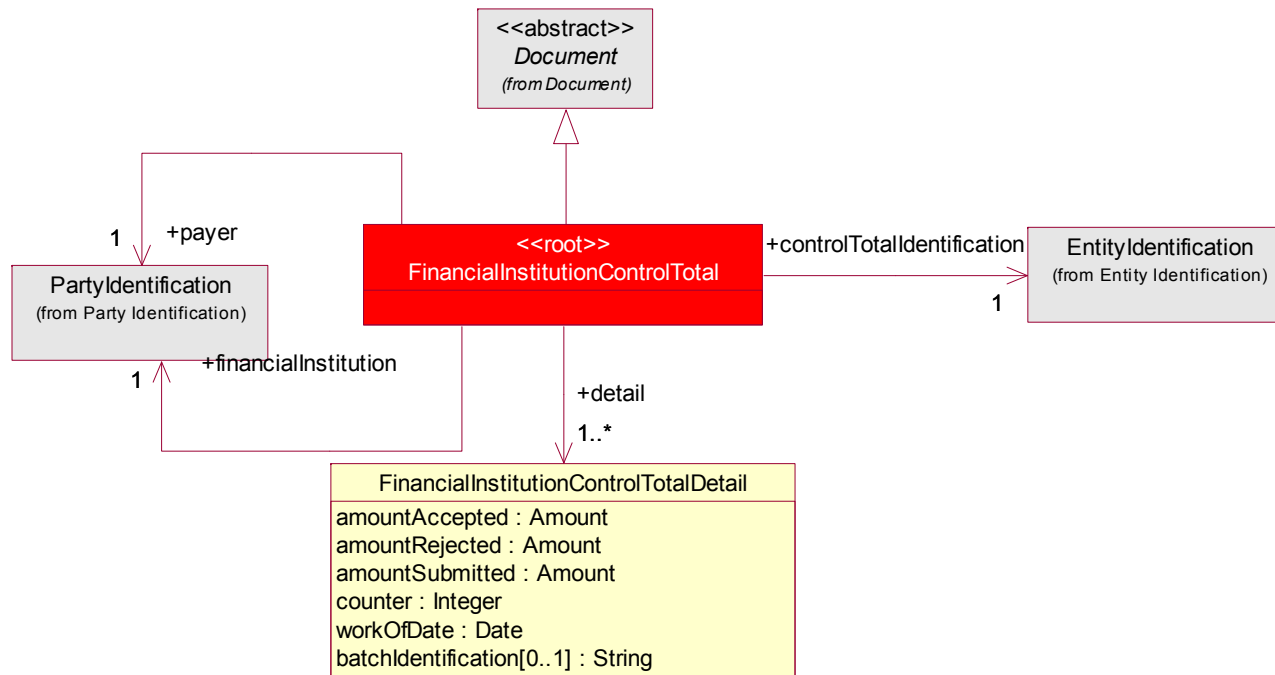 <<abstract>>
Document
(from Document)
1
+payer
<<root>>
FinancialInstitutionControlTotal
+controlTotalIdentification
1
EntityIdentification
(from Entity Identification)
PartyIdentification
(from Party Identification)
1
+financialInstitution
+detail
1..*
FinancialInstitutionControlTotalDetail
amountAccepted : Amount
amountRejected : Amount
amountSubmitted : Amount
counter : Integer
workOfDate : Date
batchIdentification[0..1] : String